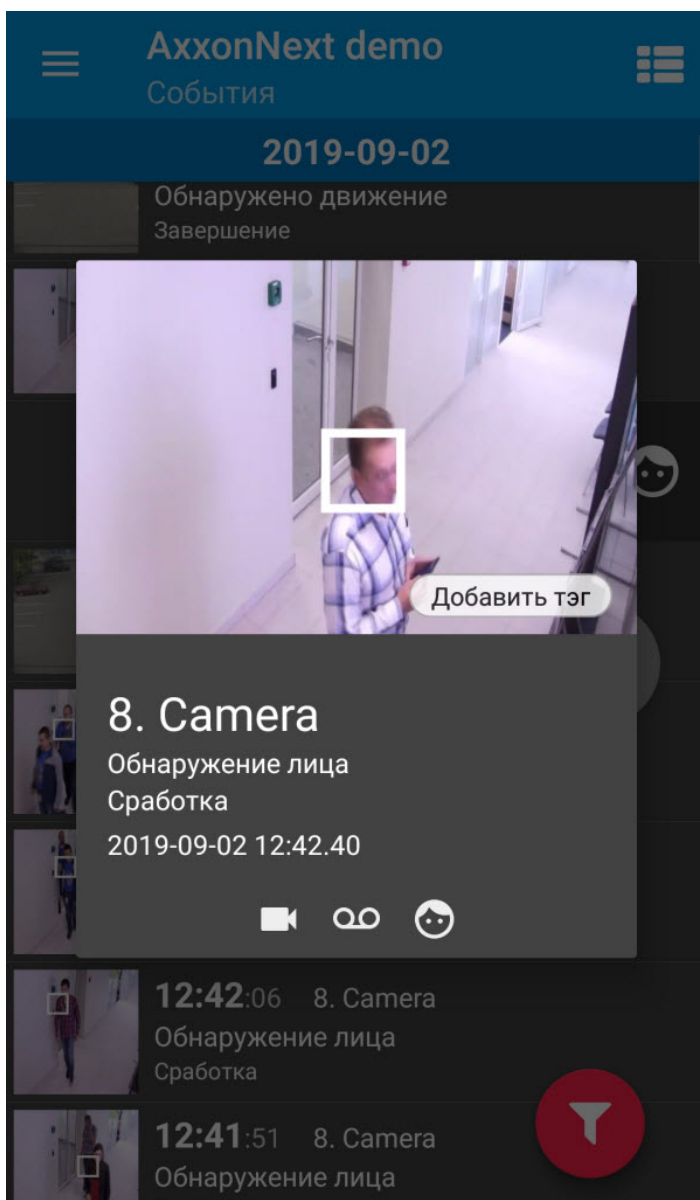 AxxonNext demo
События
2019-09-02
Обнаружено движение
Завершение
Добавить тэг
8. Camera
Обнаружение лица
Сработка
2019-09-02 12:42.40
12:42:06 8. Camera
Обнаружение лица
Сработка
12:41:51 8. Camera
Обнаружение лица